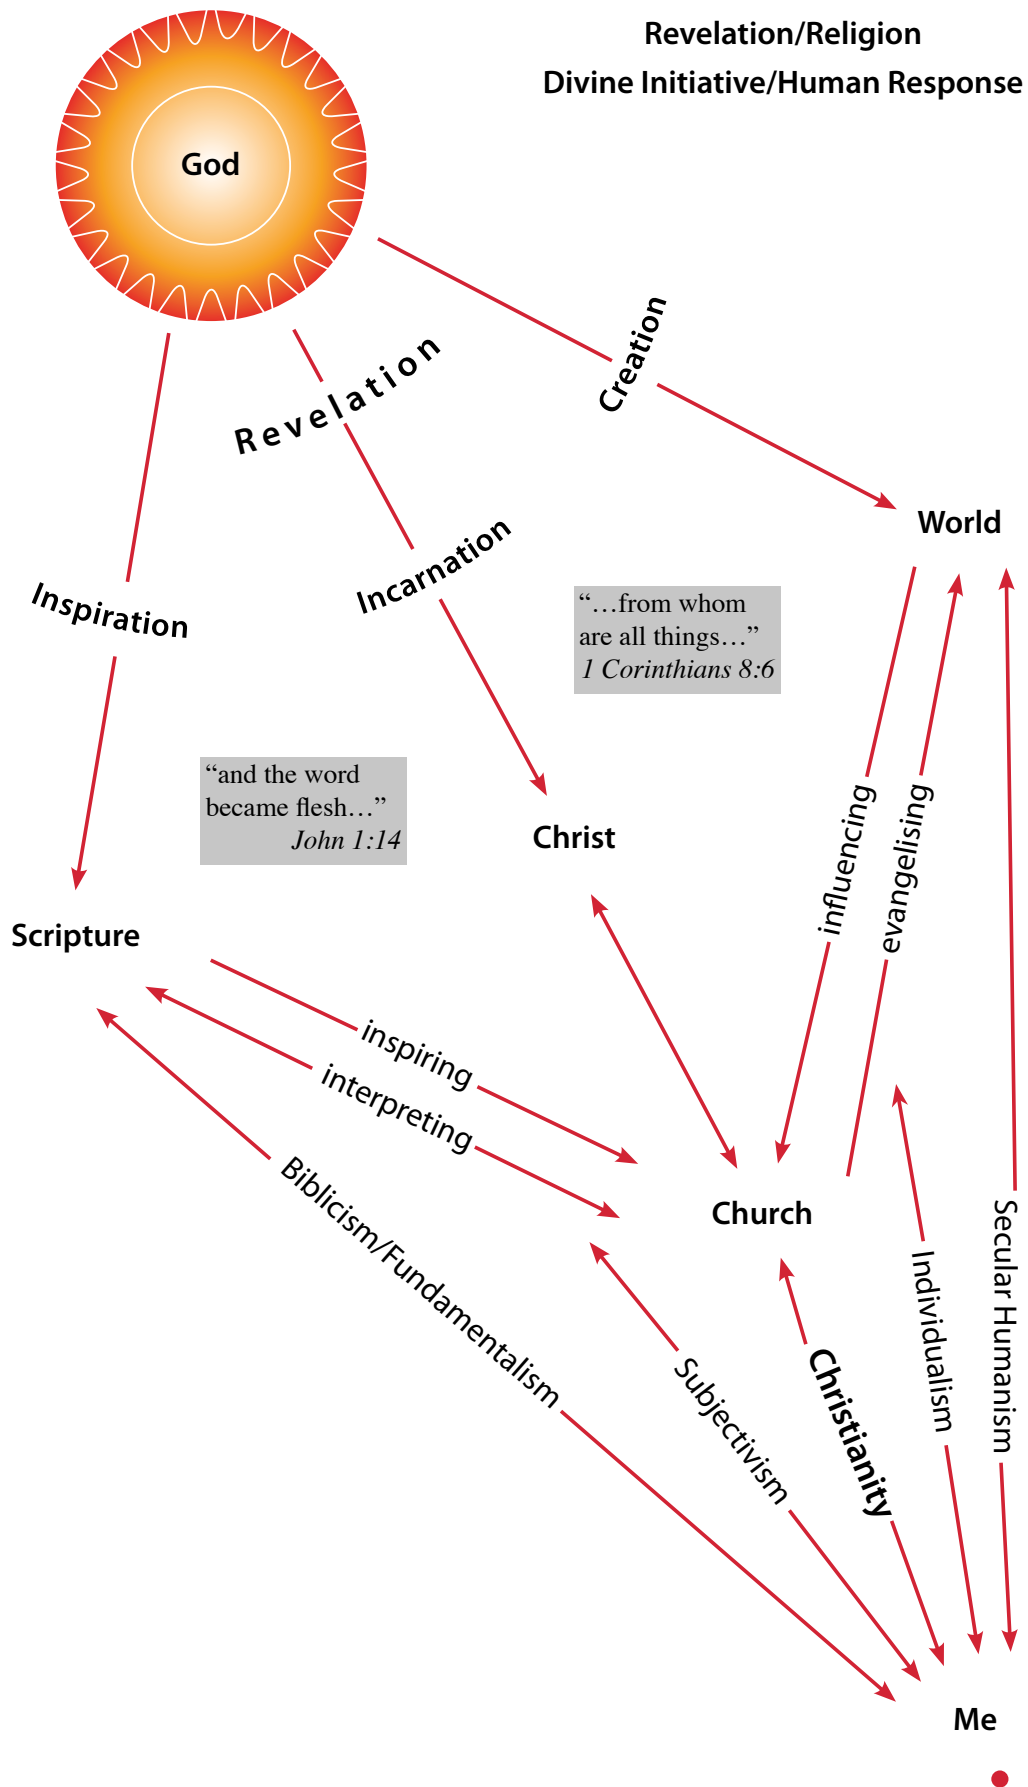 Revelation/Religion
Divine Initiative/Human Response
God
Creation
Revelation
World
Incarnation
Inspiration
“…from whom
are all things…”
1 Corinthians 8:6
“and the word
became flesh…”
John 1:14
Christ
influencing
evangelising
Scripture
inspiring
interpreting
Biblicism/Fundamentalism
Church
Secular Humanism
Individualism
Christianity
Subjectivism
Me